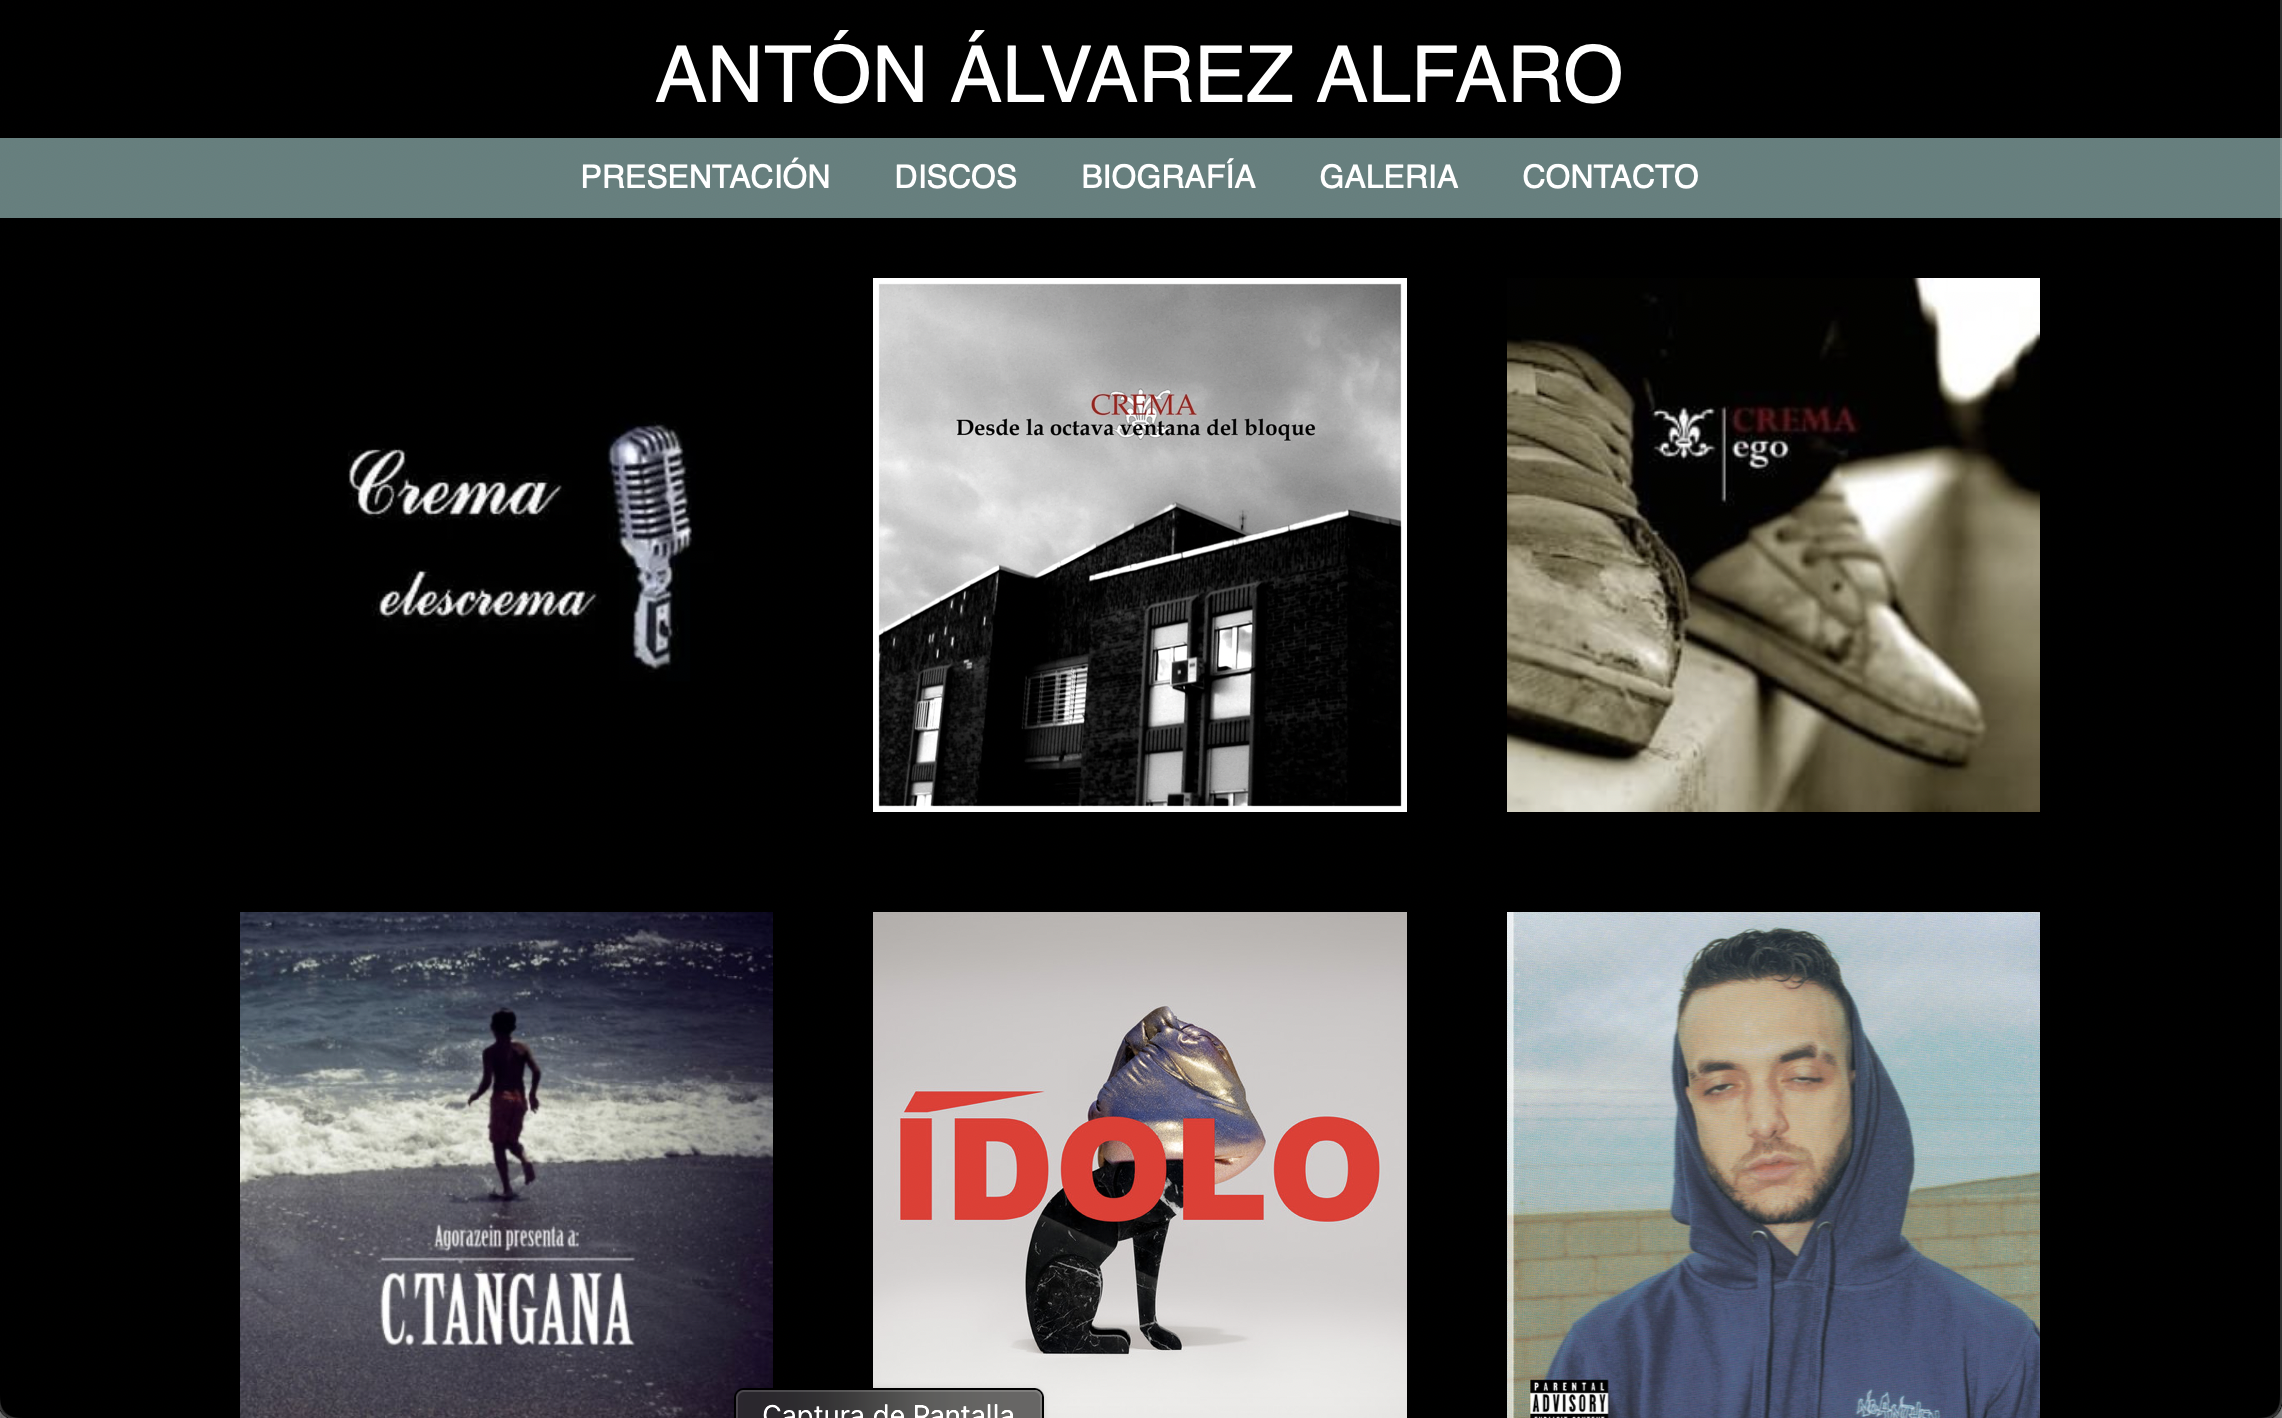 ANTÓN ÁLVAREZ ALFARO
PRESENTACIÓN DISCOS BIOGRAFÍA GALERIA CONTACTO
Crema
elescrema
CREMA
Desde la octava ventana del bloque
CREMA
ego
Agorazein presenta a:
C.TANGANA
ÍDOLO
PARENTAL
ADVISORY
Captura de Pantalla